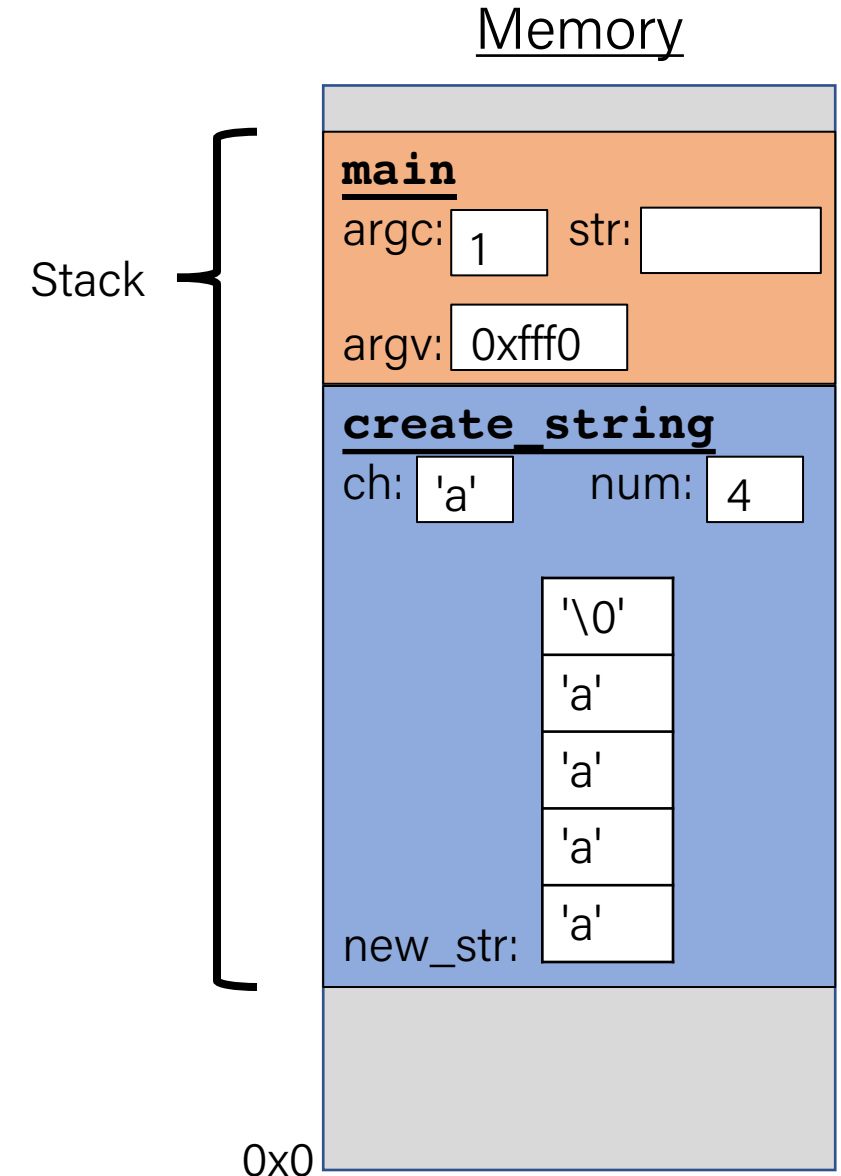 Memory
main
argc: 1 str:
Stack
argv: 0xfff0
create_string
ch: 'a' num: 4
'\0'
'a'
'a'
'a'
'a'
new_str:
0x0